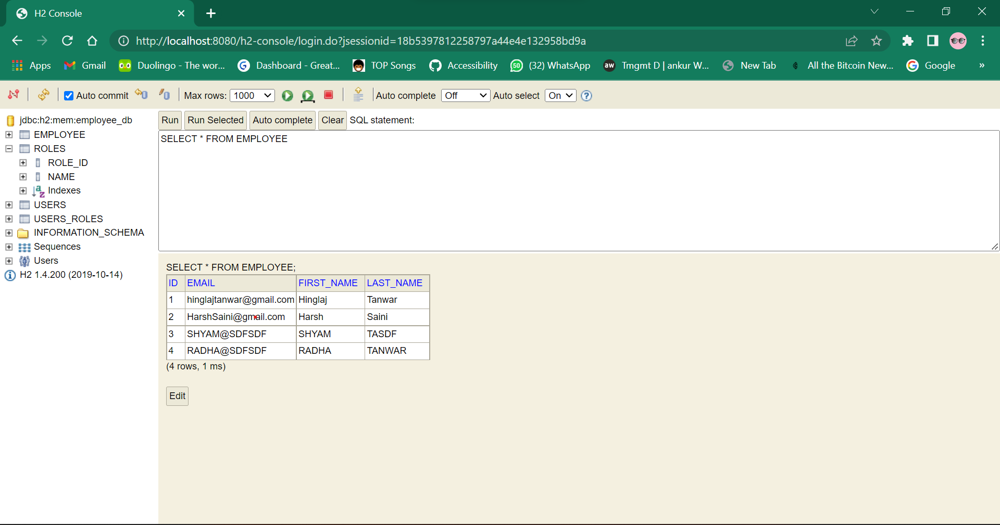 H2 Console
http://localhost:8080/h2-console/login.do?jsessionid=18b5397812258797a44e4e132958bd9a
Apps Gmail Duolingo - The wor... Dashboard - Great... TOP Songs Accessibility 50 (32) WhatsApp aw Tmgmt D | ankur W... New Tab All the Bitcoin New... Google »
Auto commit Max rows: 1000 Auto complete Off Auto select On ?
jdbc:h2:mem:employee_db
EMPLOYEE
ROLES
ROLE_ID
NAME
Indexes
USERS
USERS_ROLES
INFORMATION_SCHEMA
Sequences
Users
H2 1.4.200 (2019-10-14)
Run Run Selected Auto complete Clear SQL statement:
SELECT * FROM EMPLOYEE
SELECT * FROM EMPLOYEE;
ID EMAIL FIRST_NAME LAST_NAME
1 hinglajtanwar@gmail.com Hinglaj Tanwar
2 HarshSaini@gmail.com Harsh Saini
3 SHYAM@SDFSDF SHYAM TASDF
4 RADHA@SDFSDF RADHA TANWAR
(4 rows, 1 ms)
Edit